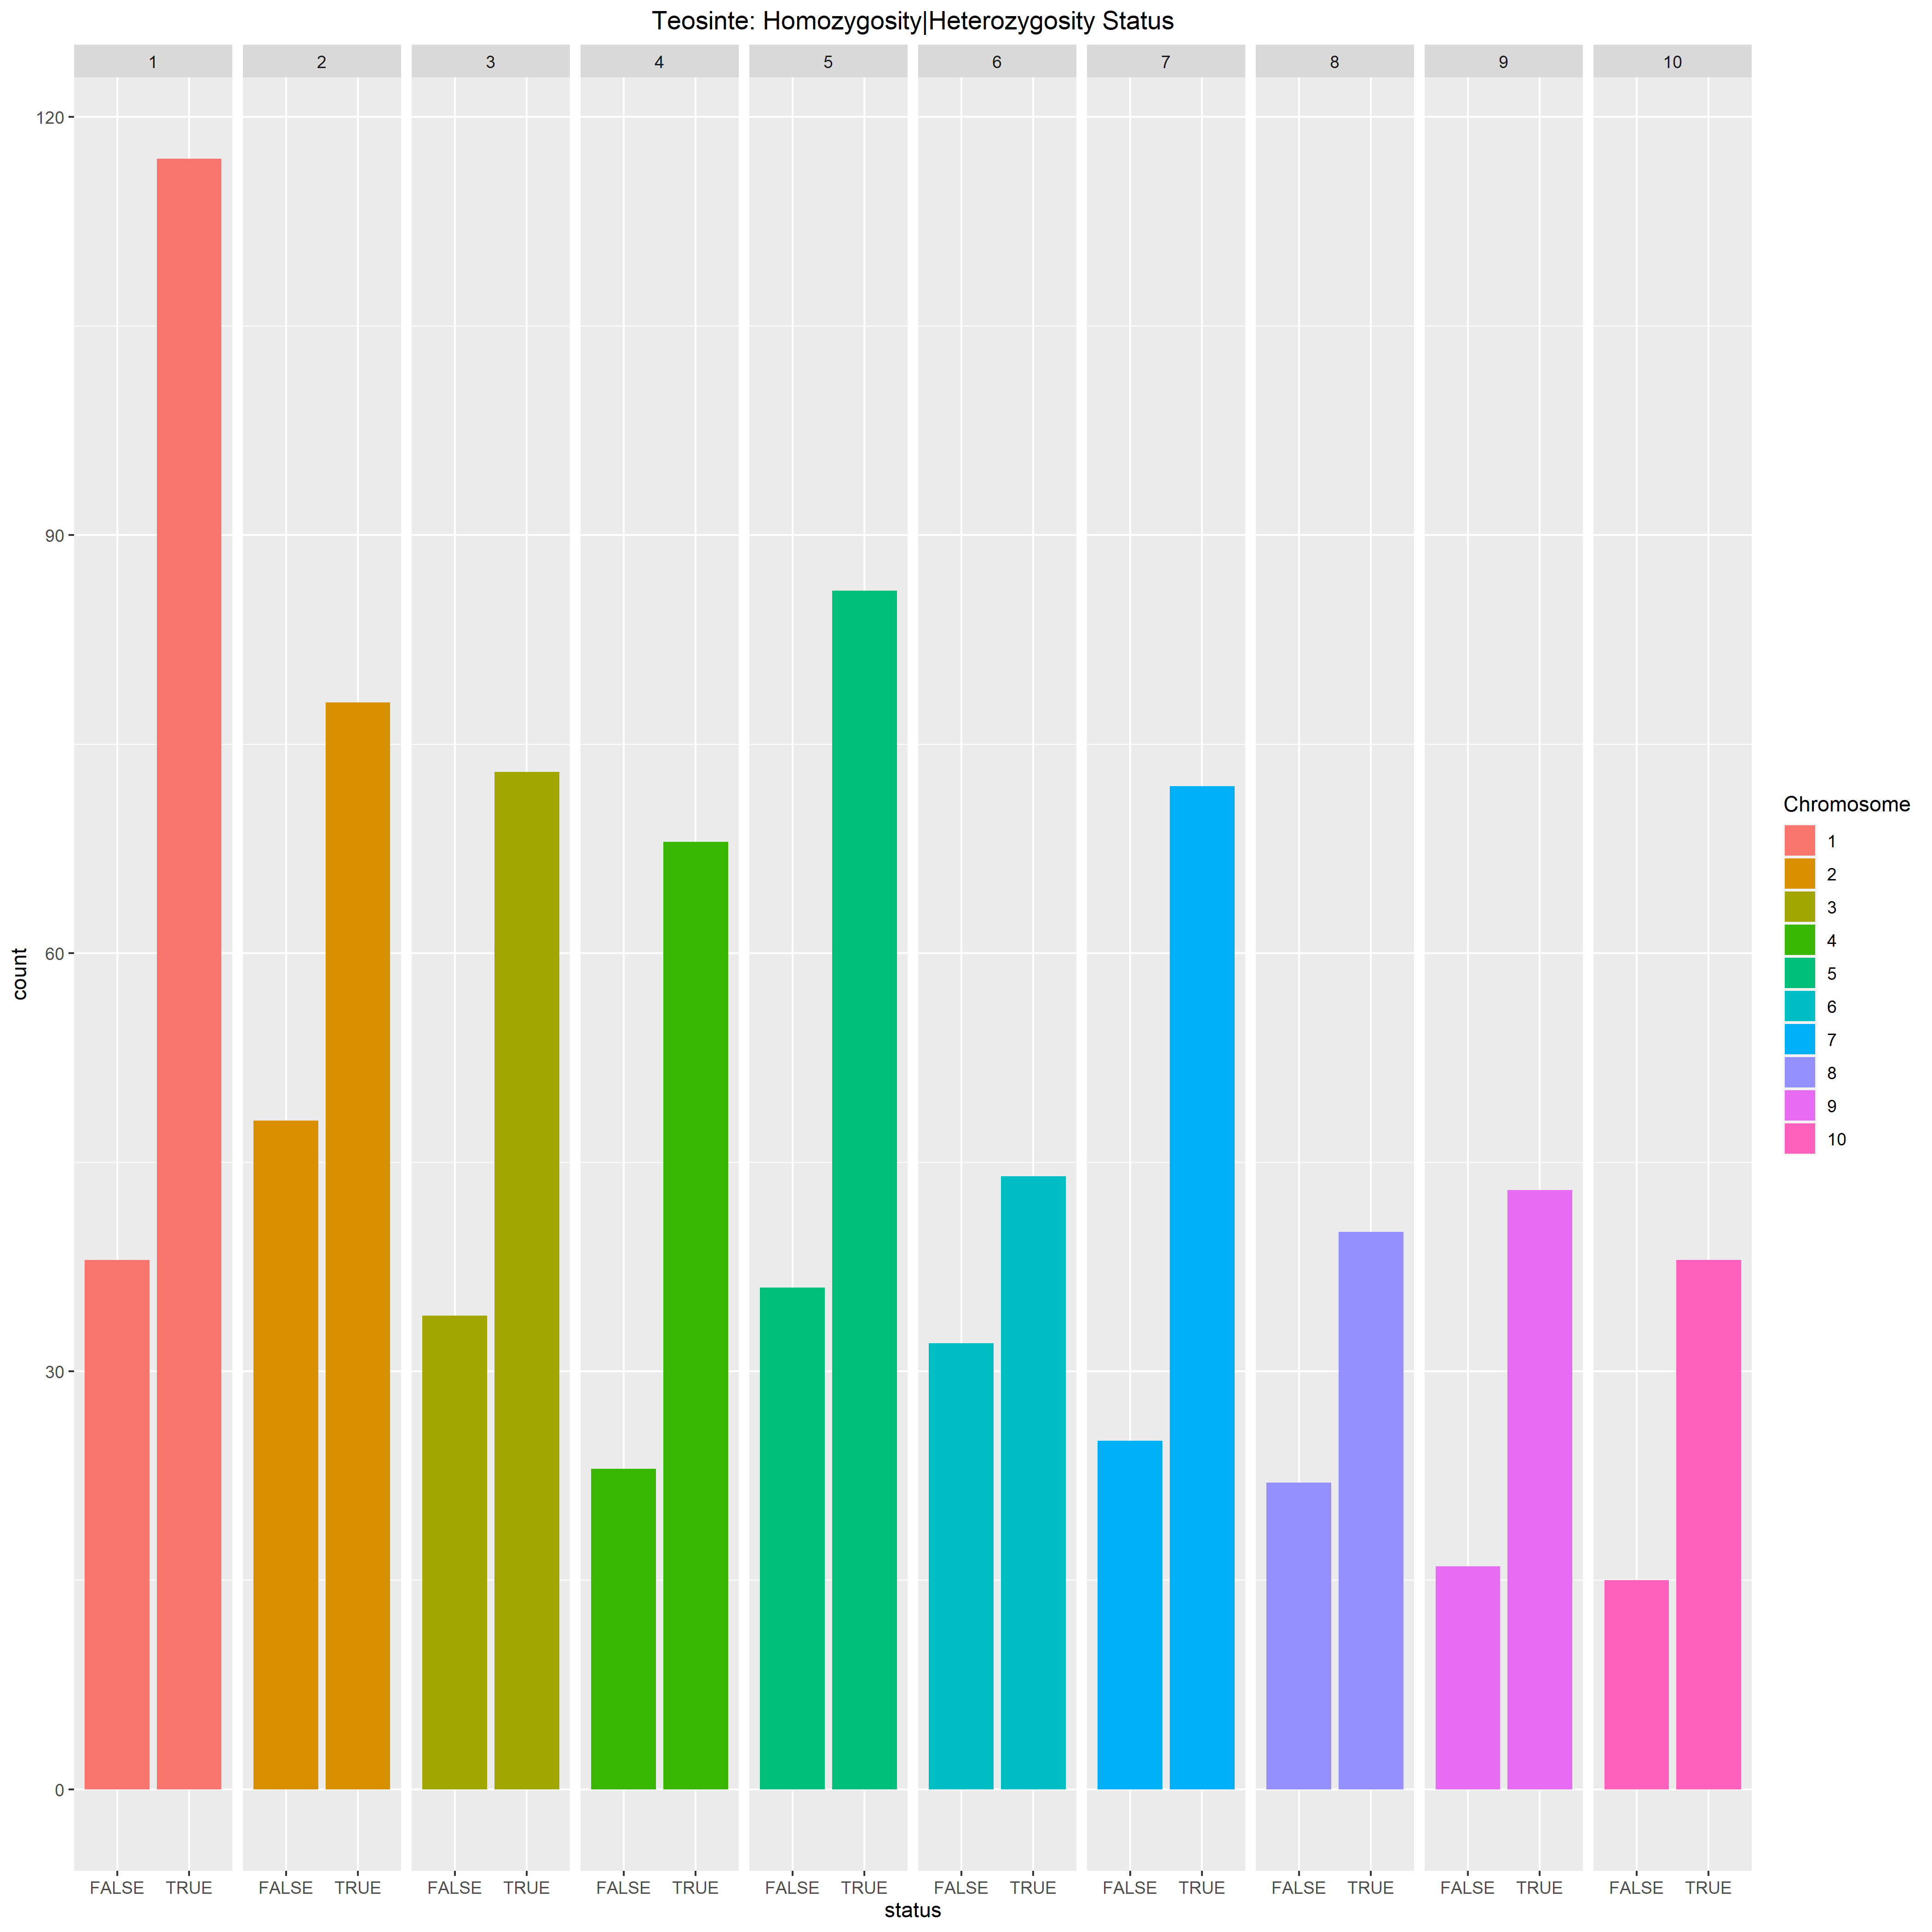 Teosinte: Homozygosity|Heterozygosity Status
1 2 3 4 5 6 7 8 9 10
120
90
60
30
0
count
FALSE TRUE FALSE TRUE FALSE TRUE FALSE TRUE FALSE TRUE FALSE TRUE FALSE TRUE FALSE TRUE FALSE TRUE FALSE TRUE
status
Chromosome
1
2
3
4
5
6
7
8
9
10